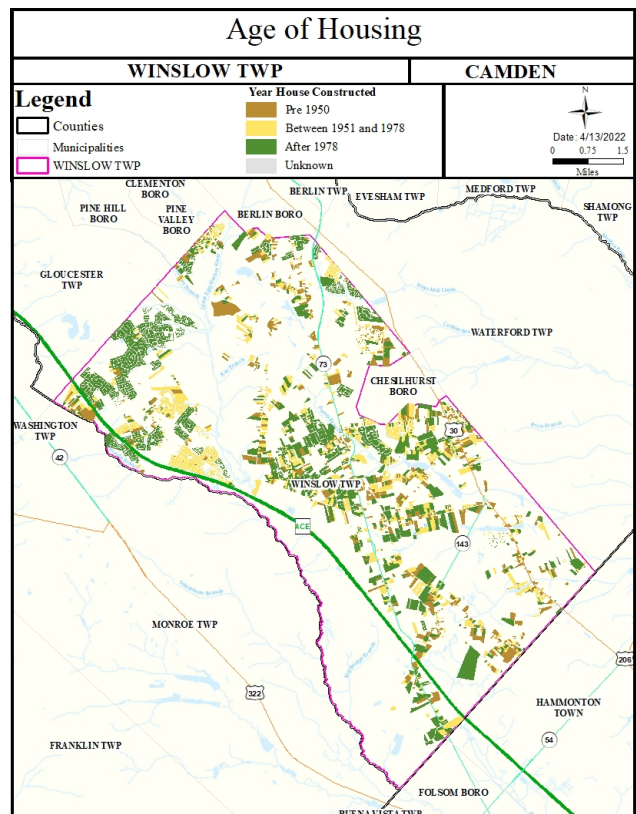 Age of Housing
WINSLOW TWP
CAMDEN
Legend
Counties
Municipalities
WINSLOW TWP
Year House Constructed
Pre 1950
Between 1951 and 1978
After 1978
Unknown
N
Date: 4/13/2022
0 0.75 1.5
Miles
CLEMENTON
BORO
BERLIN TWP
EVESHAM TWP
MEDFORD TWP
PINE HILL
BORO
PINE
VALLEY
BORO
BERLIN BORO
SHAMONG
TWP
GLOUCESTER
TWP
WATERFORD TWP
73
CHESILHURST
BORO
WASHINGTON
TWP
30
42
WINSLOW TWP
ACE
143
MONROE TWP
206
322
HAMMONTON
TOWN
54
FRANKLIN TWP
FOLSOM BORO
BUENA VISTA TWP